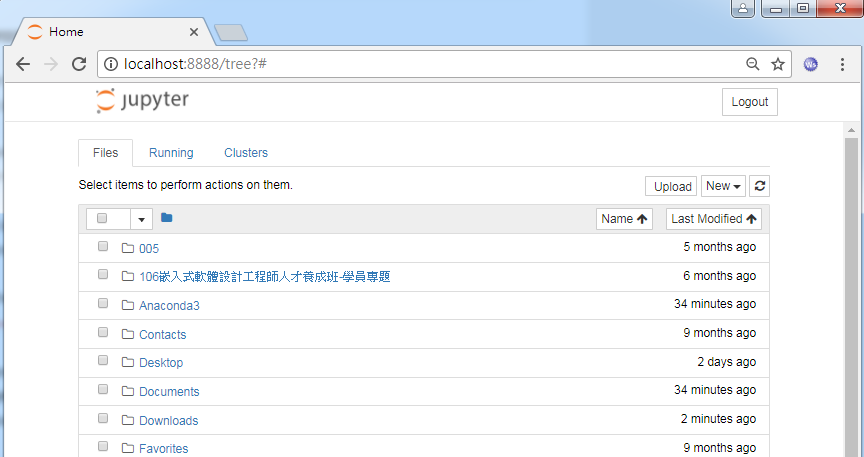 Home
localhost:8888/tree?#
Ws
jupyter
Logout
Files Running Clusters
Select items to perform actions on them.
Upload New
Name Last Modified
005 5 months ago
106嵌入式軟體設計工程師人才養成班-學員專題 6 months ago
Anaconda3 34 minutes ago
Contacts 9 months ago
Desktop 2 days ago
Documents 34 minutes ago
Downloads 2 minutes ago
Favorites 9 months ago